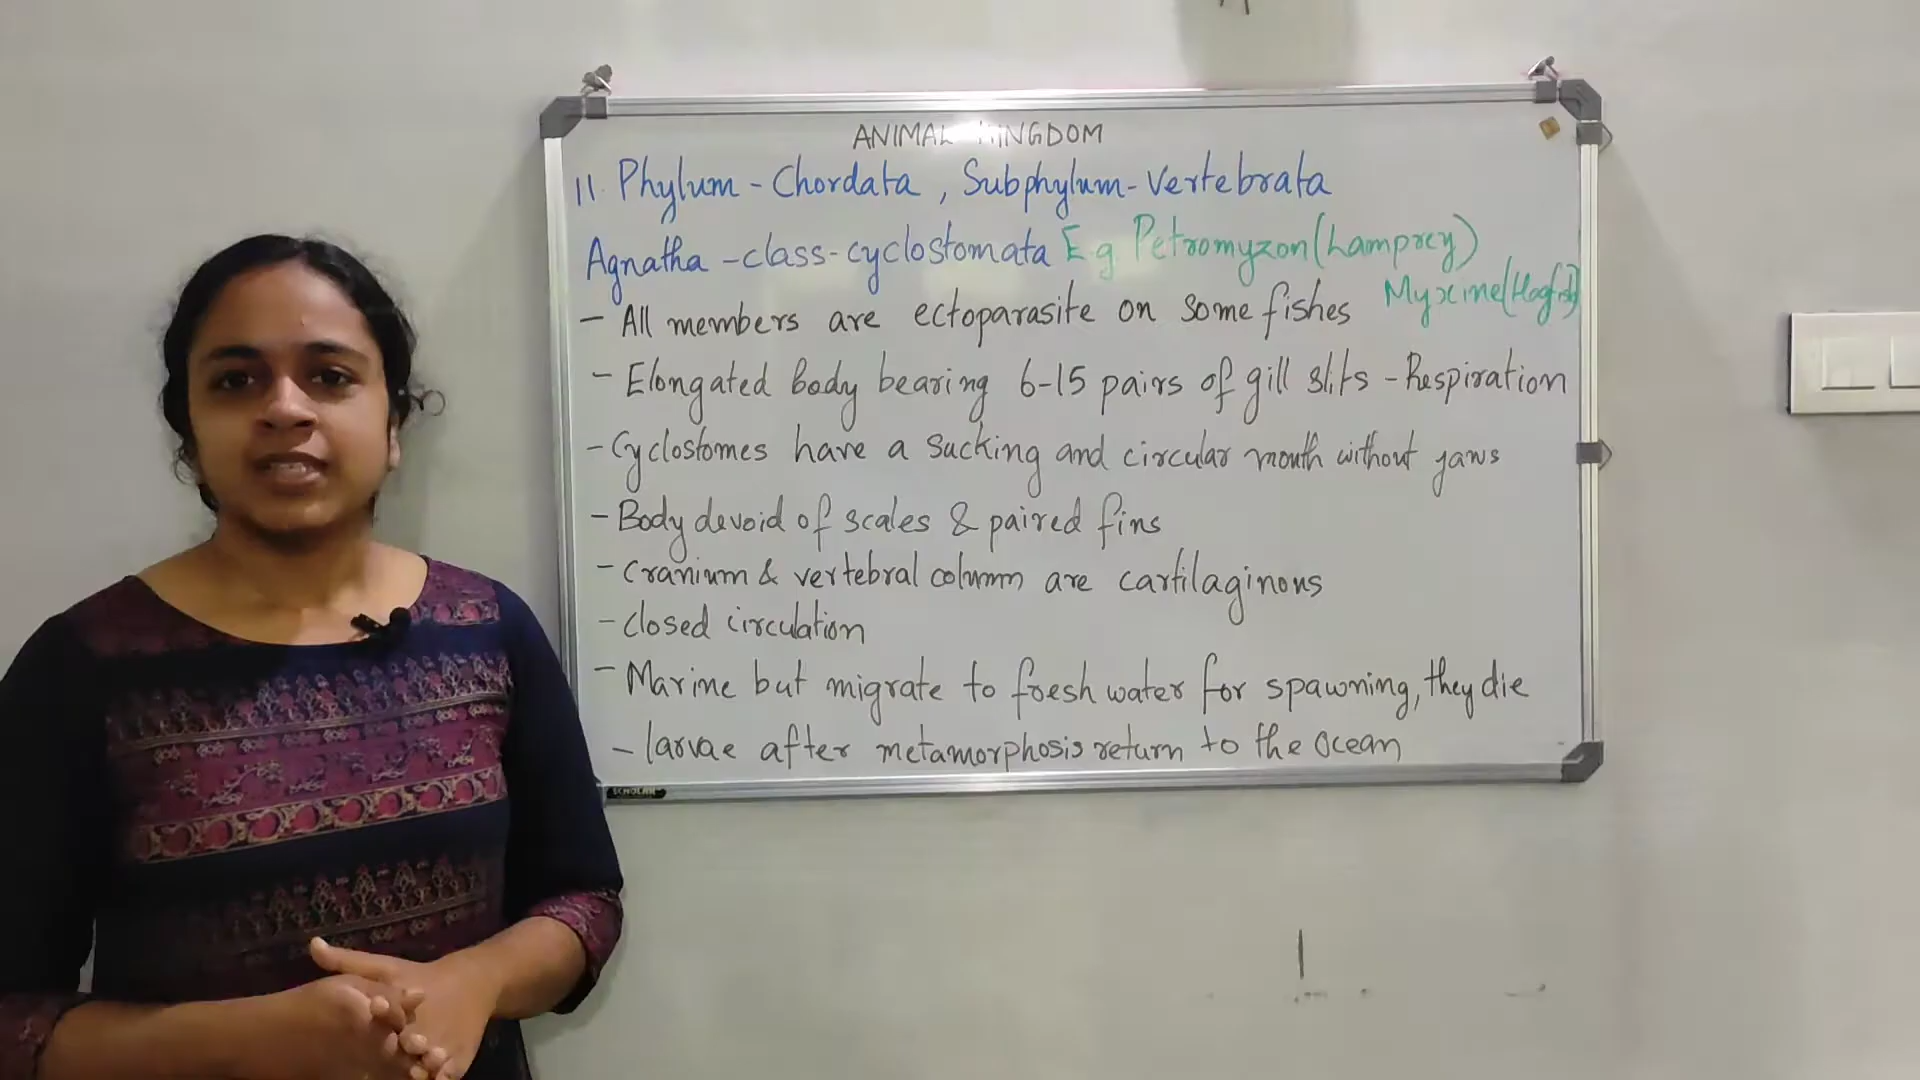 ANIMAL KINGDOM
11. Phylum - Chordata, Subphylum - Vertebrata
Agnatha - class - cyclostomata E.g Petromyzon (Lamprey)
Myxine (Hagfish)
- All members are ectoparasite on some fishes
- Elongated body bearing 6-15 pairs of gill slits - Respiration
- Cyclostomes have a sucking and circular mouth without jaws
- Body devoid of scales & paired fins
- Cranium & vertebral column are cartilaginous
- closed circulation
- Marine but migrate to fresh water for spawning, they die
- larvae after metamorphosis return to the ocean
SCHOLAR